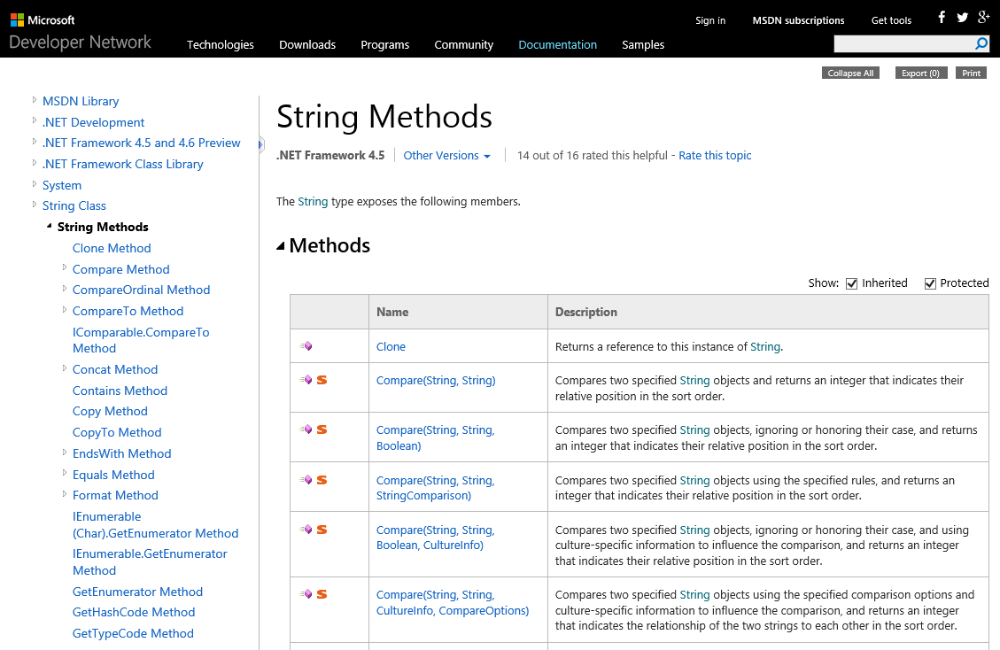 Microsoft
Developer Network
Sign in
MSDN subscriptions
Get tools
Technologies
Downloads
Programs
Community
Documentation
Samples
Collapse All
Export (0)
Print
MSDN Library
.NET Development
.NET Framework 4.5 and 4.6 Preview
.NET Framework Class Library
System
String Class
String Methods
Clone Method
Compare Method
CompareOrdinal Method
CompareTo Method
IComparable.CompareTo
Method
Concat Method
Contains Method
Copy Method
CopyTo Method
EndsWith Method
Equals Method
Format Method
IEnumerable
(Char).GetEnumerator Method
IEnumerable.GetEnumerator
Method
GetEnumerator Method
GetHashCode Method
GetTypeCode Method
String Methods
.NET Framework 4.5
Other Versions
14 out of 16 rated this helpful - Rate this topic
The String type exposes the following members.
Methods
Show: Inherited Protected
Name
Description
Clone
Returns a reference to this instance of String.
S
Compare(String, String)
Compares two specified String objects and returns an integer that indicates their
relative position in the sort order.
S
Compare(String, String,
Boolean)
Compares two specified String objects, ignoring or honoring their case, and returns
an integer that indicates their relative position in the sort order.
S
Compare(String, String,
StringComparison)
Compares two specified String objects using the specified rules, and returns an
integer that indicates their relative position in the sort order.
S
Compare(String, String,
Boolean, CultureInfo)
Compares two specified String objects, ignoring or honoring their case, and using
culture-specific information to influence the comparison, and returns an integer
that indicates their relative position in the sort order.
S
Compare(String, String,
CultureInfo, CompareOptions)
Compares two specified String objects using the specified comparison options and
culture-specific information to influence the comparison, and returns an integer
that indicates the relationship of the two strings to each other in the sort order.